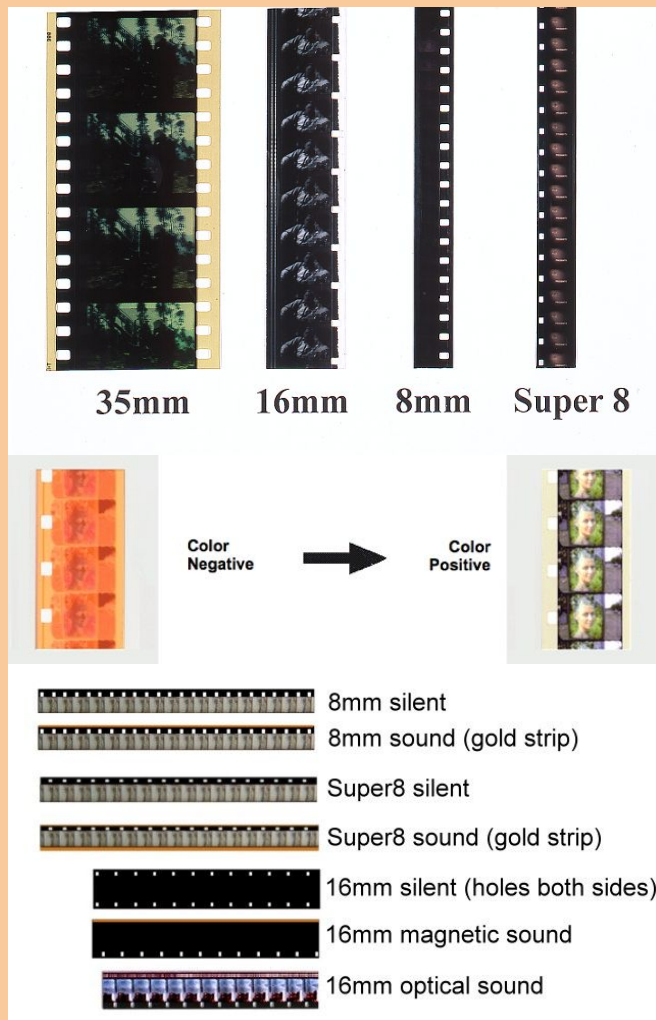 35mm
16mm
8mm
Super 8
Color
Negative
Color
Positive
8mm silent
8mm sound (gold strip)
Super8 silent
Super8 sound (gold strip)
16mm silent (holes both sides)
16mm magnetic sound
16mm optical sound